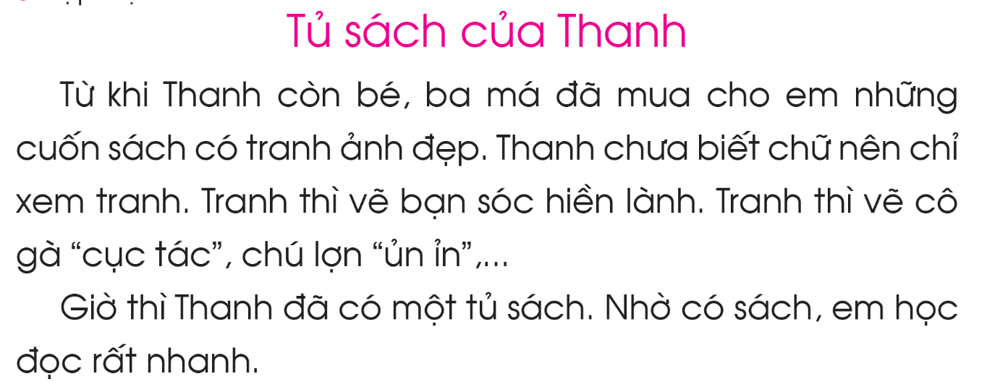 Tủ sách của Thanh
Từ khi Thanh còn bé, ba má đã mua cho em những
cuốn sách có tranh ảnh đẹp. Thanh chưa biết chữ nên chỉ
xem tranh. Tranh thì vẽ bạn sóc hiền lành. Tranh thì vẽ cô
gà “cục tác”, chú lợn “ủn ỉn”,...
Giờ thì Thanh đã có một tủ sách. Nhờ có sách, em học
đọc rất nhanh.